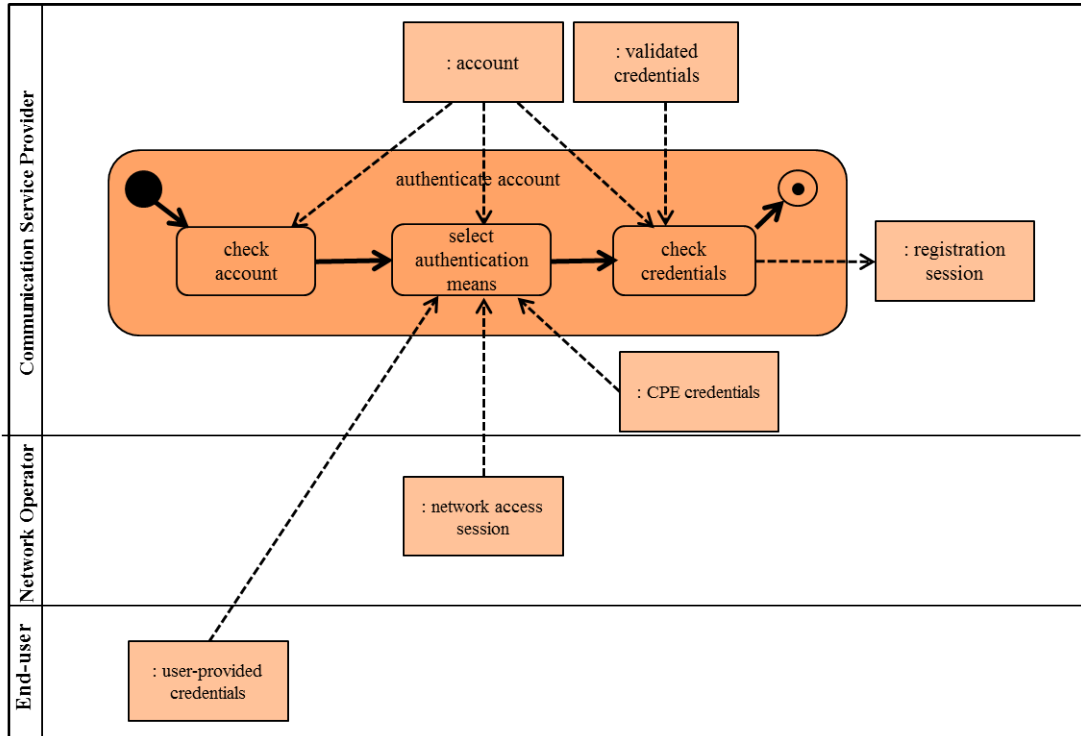 Communication Service Provider
: account
: validated
credentials
authenticate account
check
account
select
authentication
means
check
credentials
: registration
session
: CPE credentials
Network Operator
: network access
session
End-user
: user-provided
credentials